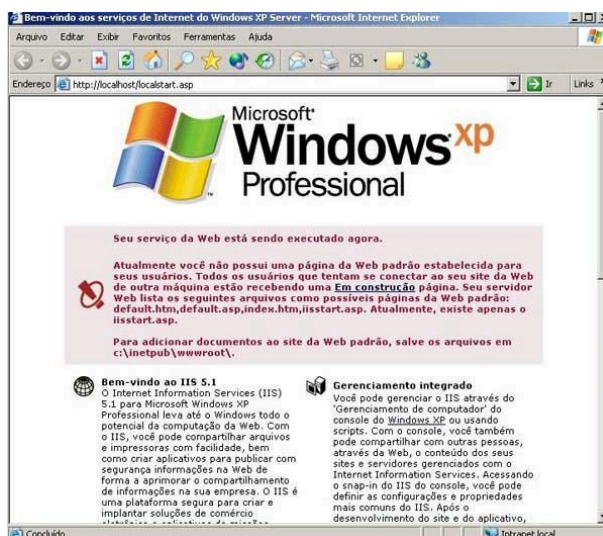 Bem-vindo aos serviços de Internet do Windows XP Server - Microsoft Internet Explorer
Arquivo Editar Exibir Favoritos Ferramentas Ajuda
Endereço http://localhost/localstart.asp Ir Links
Microsoft
Windows xp
Professional
Seu serviço da Web está sendo executado agora.
Atualmente você não possui uma página da Web padrão estabelecida para
seus usuários. Todos os usuários que tentam se conectar ao seu site da Web
de outra máquina estão recebendo uma Em construção página. Seu servidor
Web lista os seguintes arquivos como possíveis páginas da Web padrão:
default.htm,default.asp,index.htm,iisstart.asp. Atualmente, existe apenas o
iisstart.asp.
Para adicionar documentos ao site da Web padrão, salve os arquivos em
c:\inetpub\wwwroot\.
Bem-vindo ao IIS 5.1
O Internet Information Services (IIS)
5.1 para Microsoft Windows XP
Professional leva até o Windows todo o
potencial da computação da Web. Com
o IIS, você pode compartilhar arquivos
e impressoras com facilidade, bem
como criar aplicativos para publicar com
segurança informações na Web de
forma a aprimorar o compartilhamento
de informações na sua empresa. O IIS é
uma plataforma segura para criar e
implantar soluções de comércio
eletrônico e aplicativos de missão
Gerenciamento integrado
Você pode gerenciar o IIS através do
'Gerenciamento de computador' do
console do Windows XP ou usando
scripts. Com o console, você também
pode compartilhar com outras pessoas,
através da Web, o conteúdo dos seus
sites e servidores gerenciados com o
Internet Information Services. Acessando
o snap-in do IIS do console, você pode
definir as configurações e propriedades
mais comuns do IIS. Após o
desenvolvimento do site e do aplicativo,
Concluído Intranet local